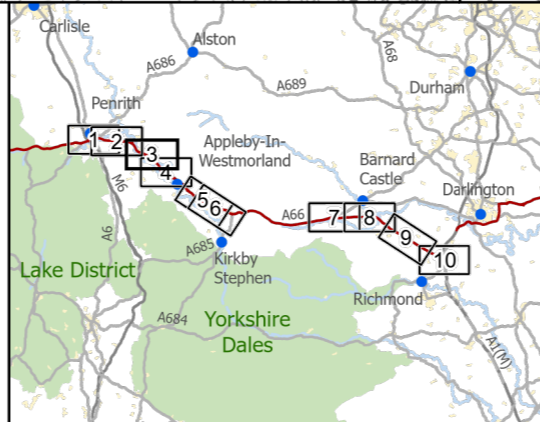 Carlisle
Alston
A686
A68
A689
Durham
Penrith
1
2
3
4
5
6
Appleby-In-
Westmorland
Barnard
Castle
Darlington
M6
A6
A66
7
8
9
10
A685
Lake District
Kirkby
Stephen
Richmond
A684
Yorkshire
Dales
A1(M)